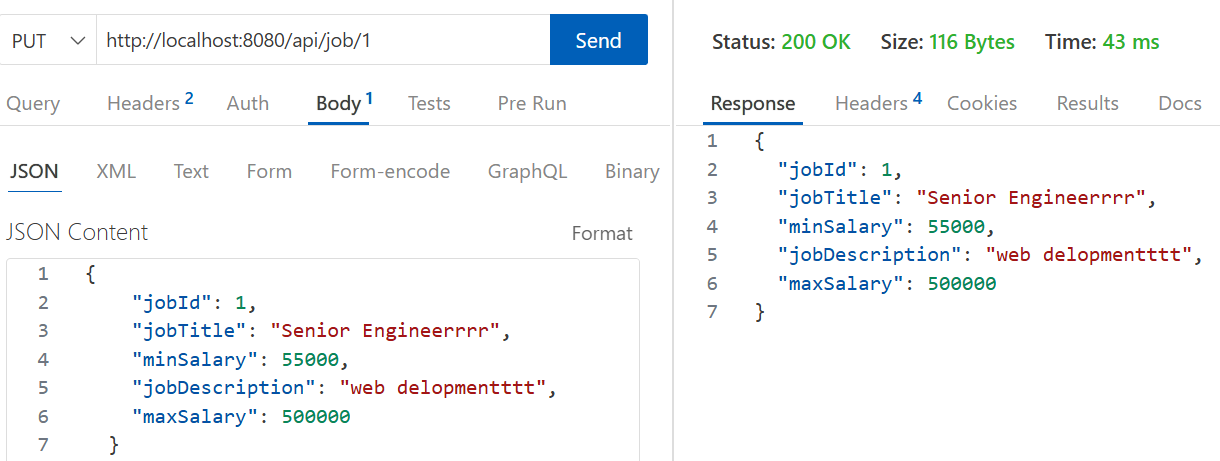 PUT http://localhost:8080/api/job/1 Send
Query Headers 2 Auth Body 1 Tests Pre Run
JSON XML Text Form Form-encode GraphQL Binary
JSON Content Format
1 {
2 "jobId": 1,
3 "jobTitle": "Senior Engineerrrr",
4 "minSalary": 55000,
5 "jobDescription": "web delopmentttt",
6 "maxSalary": 500000
7 }
Status: 200 OK Size: 116 Bytes Time: 43 ms
Response Headers 4 Cookies Results Docs
1 {
2 "jobId": 1,
3 "jobTitle": "Senior Engineerrrr",
4 "minSalary": 55000,
5 "jobDescription": "web delopmentttt",
6 "maxSalary": 500000
7 }